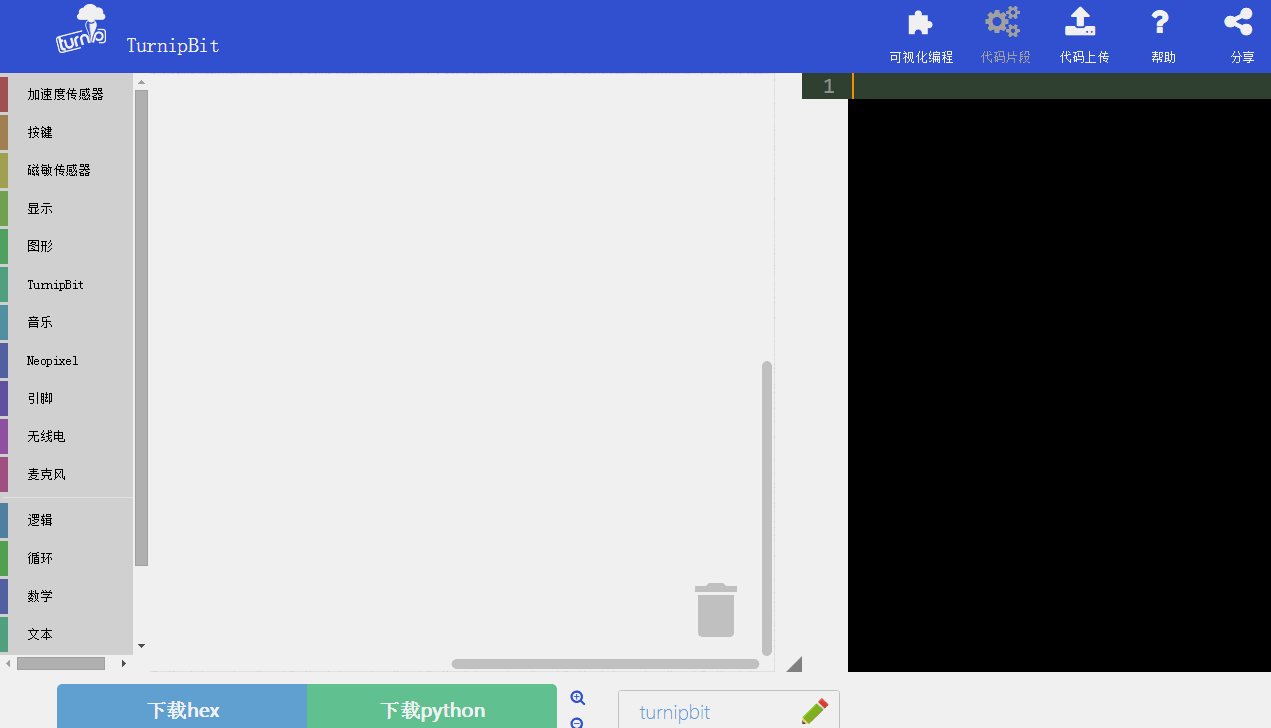 turnip
TurnipBit
可视化编程
代码片段
代码上传
帮助
分享
加速度传感器
按键
磁敏传感器
显示
图形
TurnipBit
音乐
Neopixel
引脚
无线电
麦克风
逻辑
循环
数学
文本
1
下载hex
下载python
turnipbit